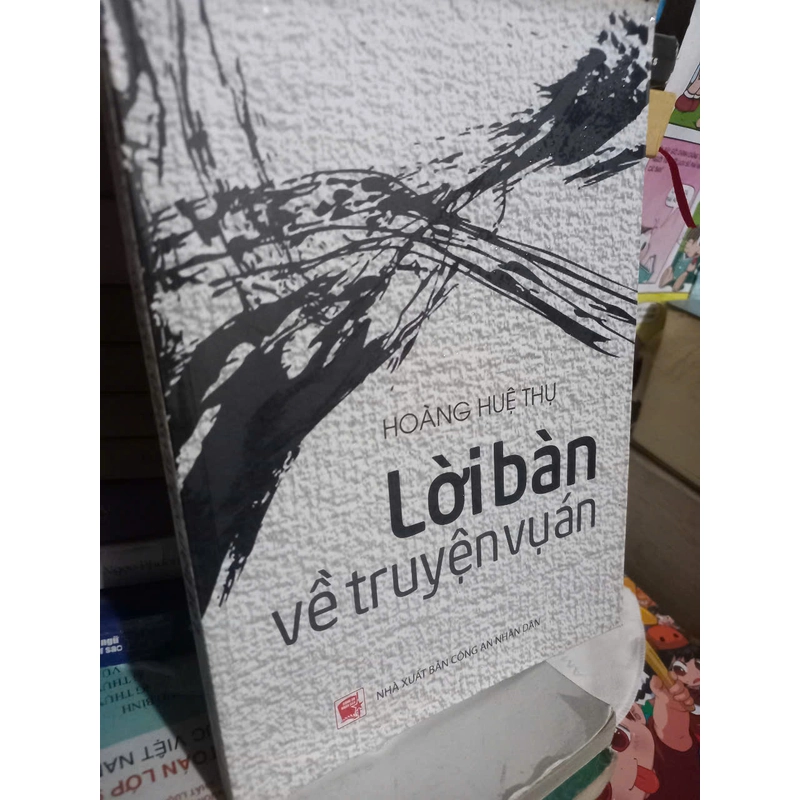 HOÀNG HUỆ THỤ
Lời bàn
về truyện vụ án
NHÀ XUẤT BẢN CÔNG AN NHÂN DÂN